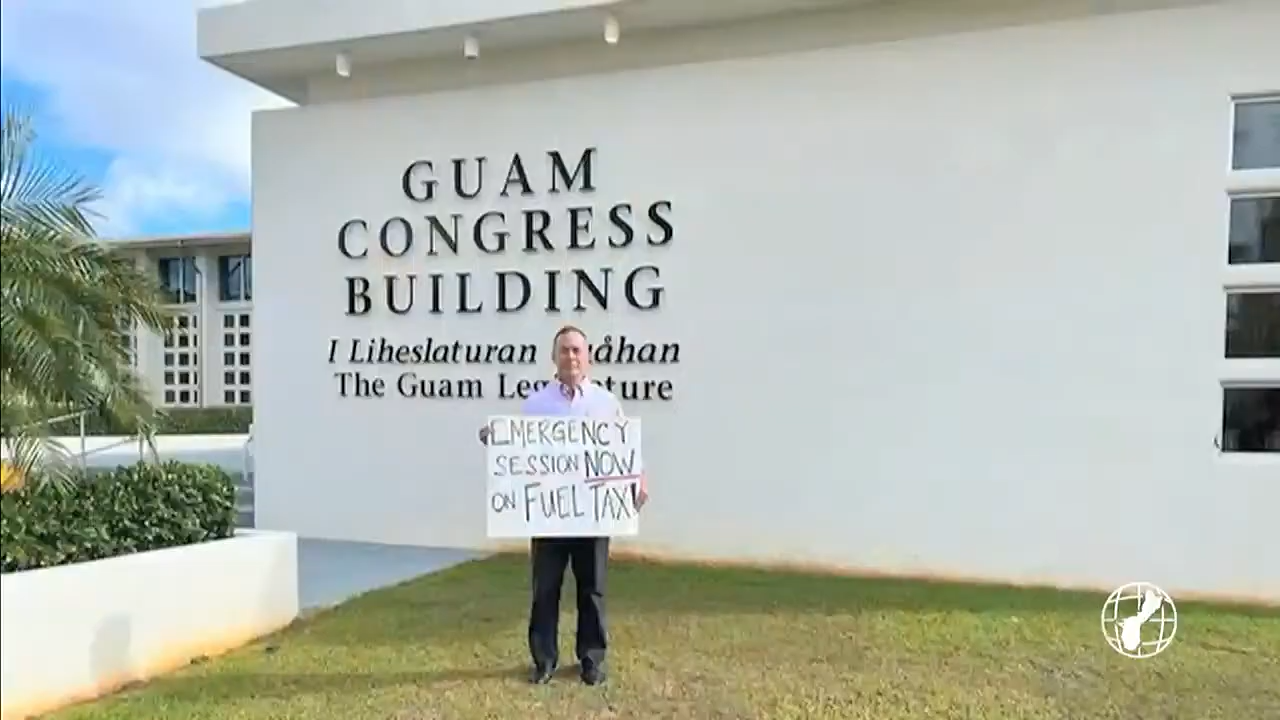 GUAM
CONGRESS
BUILDING
I Liheslaturan
The Guam
EMERGENCY
SESSION NOW
ON FUEL TAX!